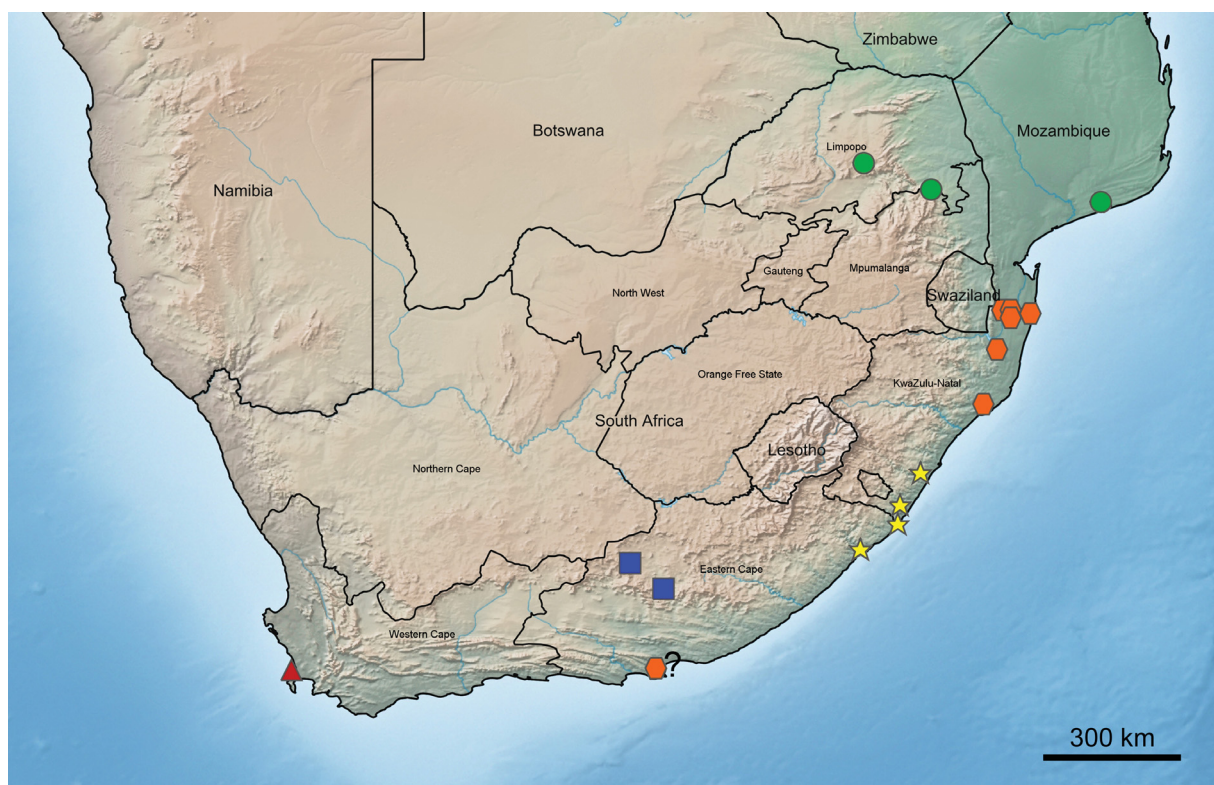 Zimbabwe
Botswana
Mozambique
Limpopo
Namibia
Gauteng
Mpumalanga
North West
Swaziland
Orange Free State
KwaZulu-Natal
South Africa
Lesotho
Northern Cape
Eastern Cape
Western Cape
?
300 km